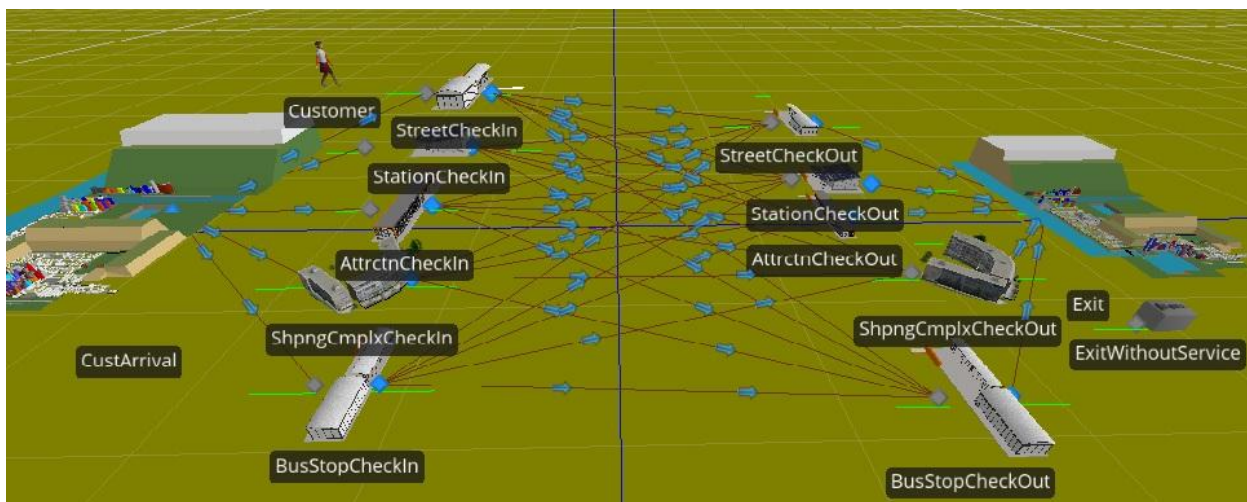 Customer
StreetCheckIn
StationCheckIn
AttrctnCheckIn
ShpngCmplxCheckIn
CustArrival
BusStopCheckIn
StreetCheckOut
StationCheckOut
AttrctnCheckOut
ShpngCmplxCheckOut
Exit
ExitWithoutService
BusStopCheckOut